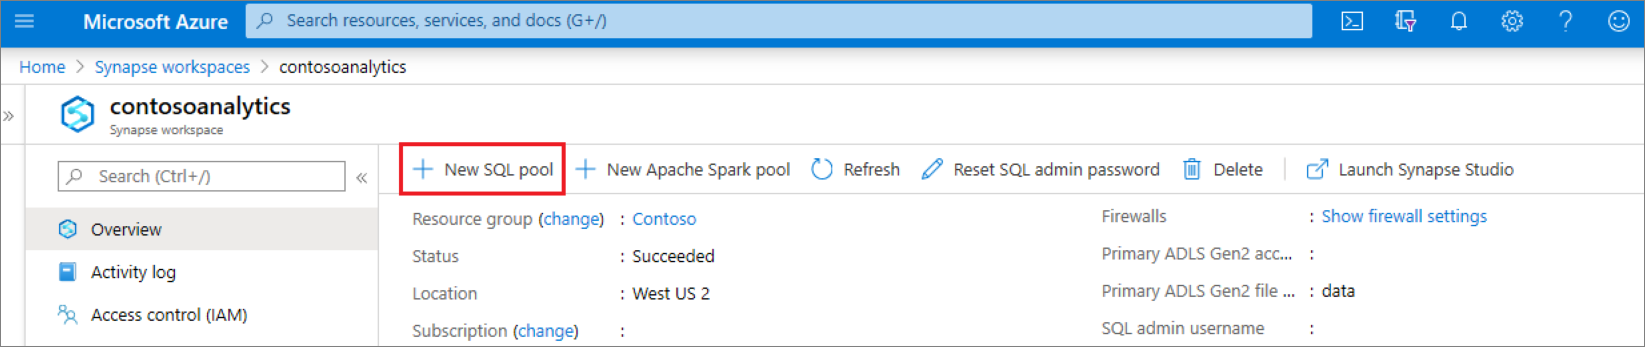 Microsoft Azure Search resources, services, and docs (G+/)
Home > Synapse workspaces > contosoanalytics
»
contosoanalytics
Synapse workspace
Search (Ctrl+/) «
Overview
Activity log
Access control (IAM)
+ New SQL pool + New Apache Spark pool Refresh Reset SQL admin password Delete Launch Synapse Studio
Resource group (change) : Contoso
Status : Succeeded
Location : West US 2
Subscription (change) :
Firewalls : Show firewall settings
Primary ADLS Gen2 acc... :
Primary ADLS Gen2 file ... : data
SQL admin username :